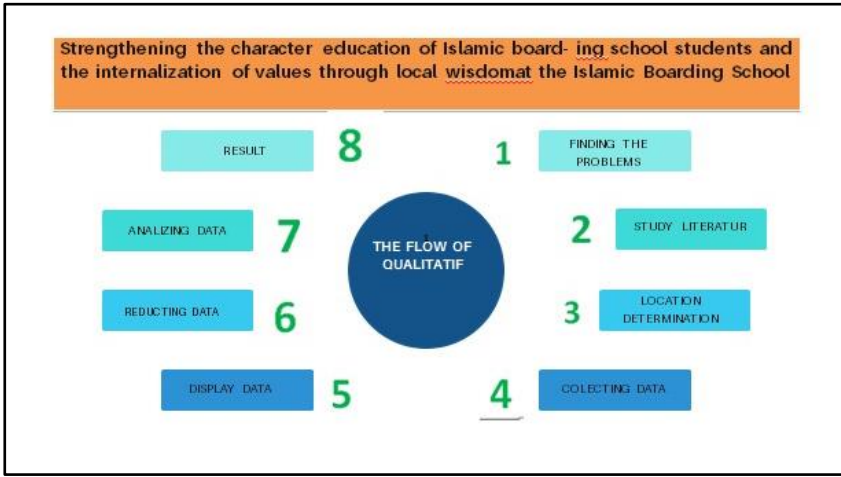 Strengthening the character education of Islamic board- ing school students and
the internalization of values through local wisdomat the Islamic Boarding School
RESULT
8
1
FINDING THE
PROBLEMS
ANALIZING DATA
7
2
STUDY LITERATUR
THE FLOW OF
QUALITATIF
REDUCTING DATA
6
3
LOCATION
DETERMINATION
DISPLAY DATA
5
4
COLECTING DATA